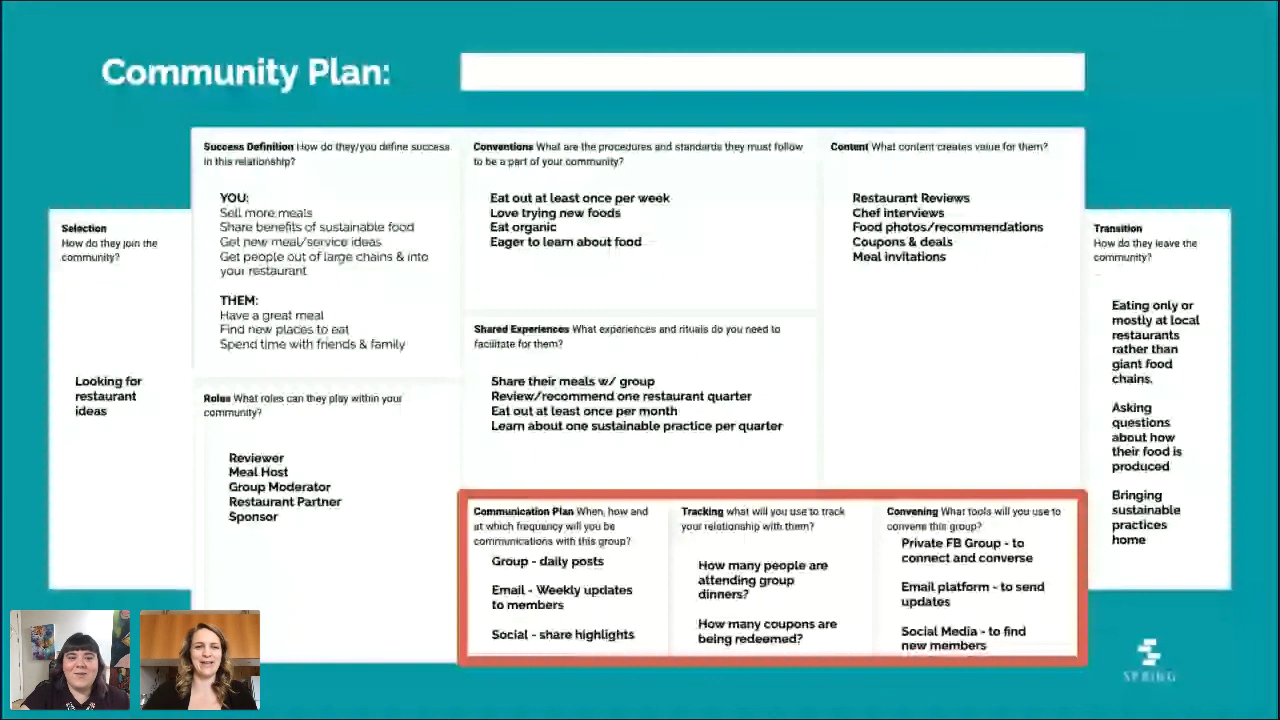 Community Plan:
Selection
How do they join the
community?
Looking for
restaurant
ideas
Success Definition How do they/you define success
in this relationship?
YOU:
Sell more meals
Share benefits of sustainable food
Get new meal/service ideas
Get people out of large chains & into
your restaurant
THEM:
Have a great meal
Find new places to eat
Spend time with friends & family
Roles What roles can they play within your
community?
Reviewer
Meal Host
Group Moderator
Restaurant Partner
Sponsor
Conventions What are the procedures and standards they must follow
to be a part of your community?
Eat out at least once per week
Love trying new foods
Eat organic
Eager to learn about food
Shared Experiences What experiences and rituals do you need to
facilitate for them?
Share their meals w/ group
Review/recommend one restaurant quarter
Eat out at least once per month
Learn about one sustainable practice per quarter
Content What content creates value for them?
Restaurant Reviews
Chef interviews
Food photos/recommendations
Coupons & deals
Meal invitations
Communication Plan When, how and
at which frequency will you be
communications with this group?
Group - daily posts
Email - Weekly updates
to members
Social - share highlights
Tracking what will you use to track
your relationship with them?
How many people are
attending group
dinners?
How many coupons are
being redeemed?
Convening What tools will you use to
convene this group?
Private FB Group - to
connect and converse
Email platform - to send
updates
Social Media - to find
new members
Transition
How do they leave the
community?
Eating only or
mostly at local
restaurants
rather than
giant food
chains.
Asking
questions
about how
their food is
produced
Bringing
sustainable
practices
home
SPRING